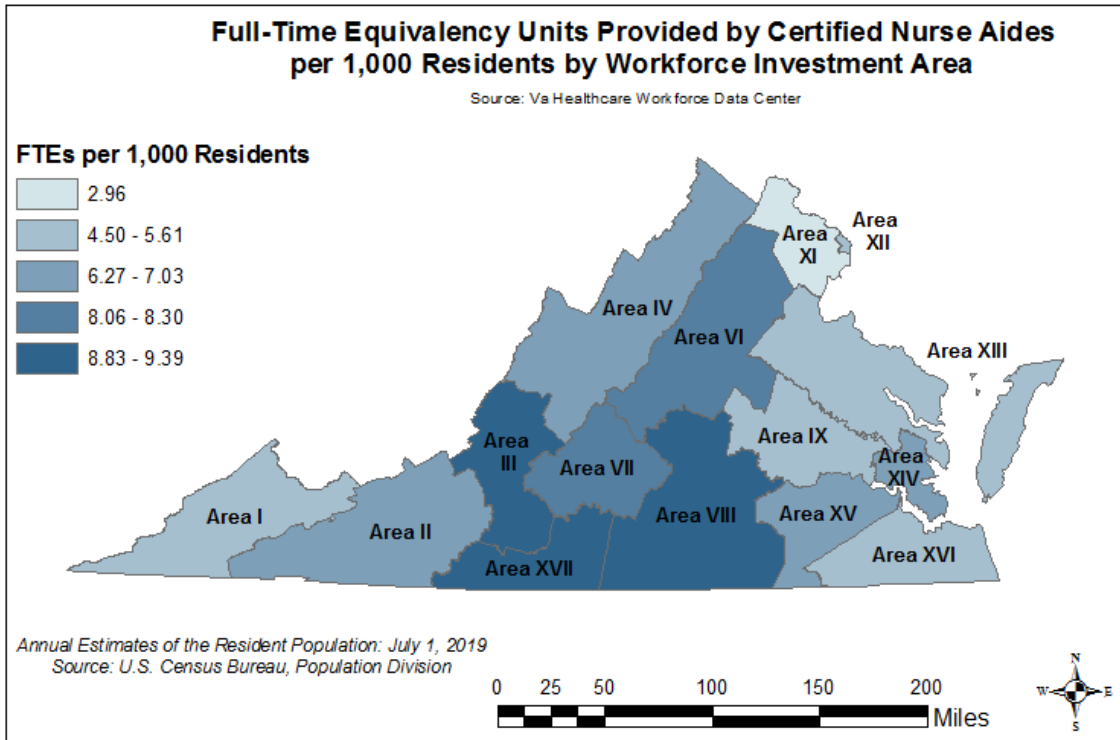 Full-Time Equivalency Units Provided by Certified Nurse Aides
per 1,000 Residents by Workforce Investment Area
Source: Va Healthcare Workforce Data Center
FTEs per 1,000 Residents
2.96
4.50 - 5.61
6.27 - 7.03
8.06 - 8.30
8.83 - 9.39
Area
XI
Area
XII
Area IV
Area VI
Area XIII
Area
III
Area VII
Area IX
Area
XIV
Area I
Area II
Area VIII
Area XV
Area XVI
Area XVII
Annual Estimates of the Resident Population: July 1, 2019
Source: U.S. Census Bureau, Population Division
0 25 50 100 150 200
Miles
N
W E
S